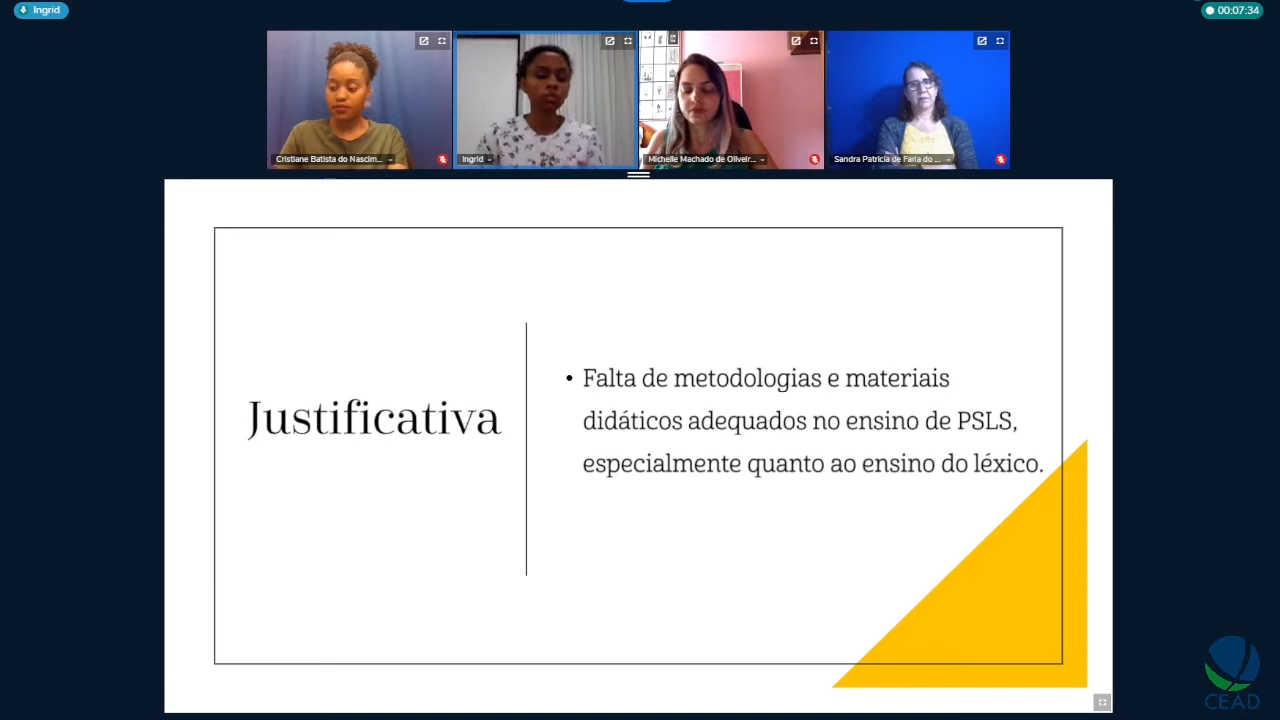 Ingrid
00:07:34
Cristiane Batista do Nascim...
Ingrid
Michelle Machado de Oliveir...
Sandra Patricia de Faria do ...
Justificativa
• Falta de metodologias e materiais
didáticos adequados no ensino de PSLS,
especialmente quanto ao ensino do léxico.
CEAD